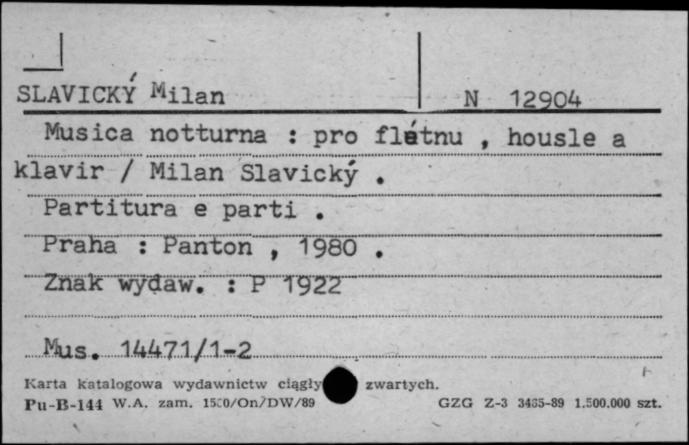 SLAVICKÝ Milan
N 12904
Musica notturna : pro flétnu , housle a
klavir / Milan Slavický .
Partitura e parti .
Praha : Panton , 1980 .
Znak wydaw. : P 1922
Mus. 14471/1-2
Karta katalogowa wydawnictw ciągły zwartych.
Pu-B-144 W.A. zam. 1500/On/DW/89 GZG Z-3 3465-89 1.500.000 szt.